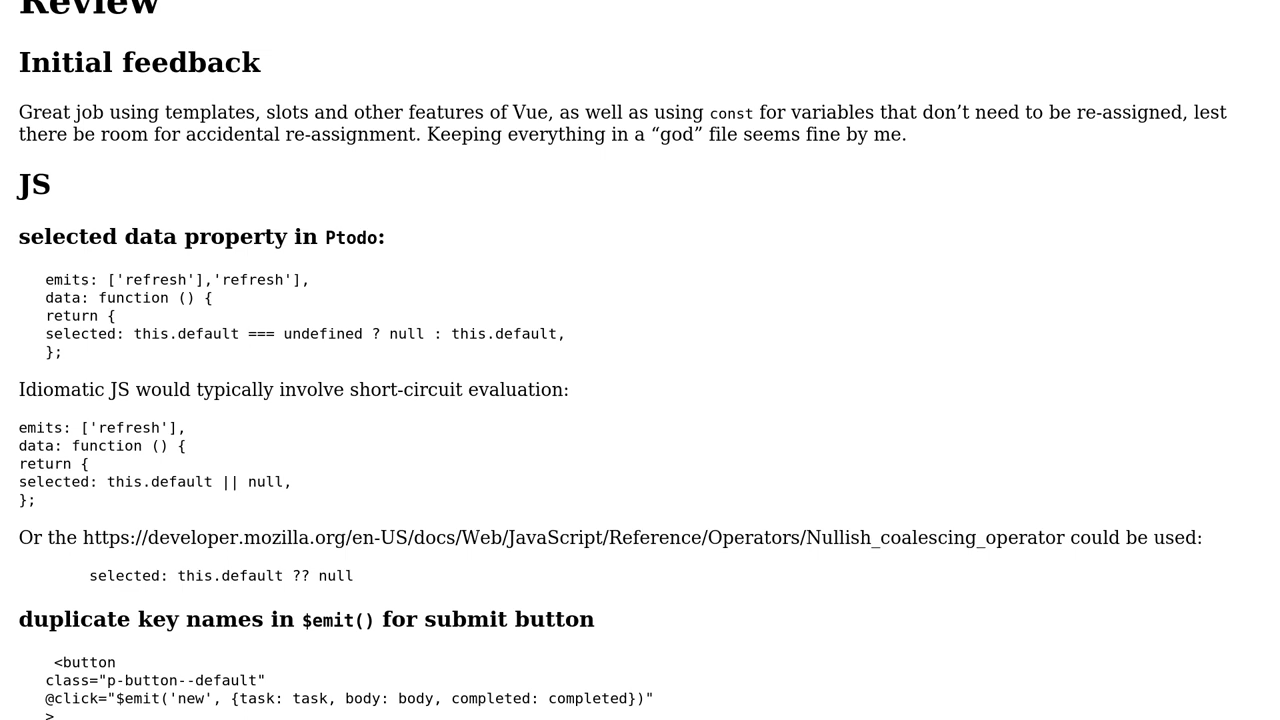 Review
Initial feedback
Great job using templates, slots and other features of Vue, as well as using const for variables that don’t need to be re-assigned, lest
there be room for accidental re-assignment. Keeping everything in a “god” file seems fine by me.
JS
selected data property in Ptodo:
emits: ['refresh'],'refresh'],
data: function () {
return {
selected: this.default === undefined ? null : this.default,
};
Idiomatic JS would typically involve short-circuit evaluation:
emits: ['refresh'],
data: function () {
return {
selected: this.default || null,
};
Or the https://developer.mozilla.org/en-US/docs/Web/JavaScript/Reference/Operators/Nullish_coalescing_operator could be used:
selected: this.default ?? null
duplicate key names in $emit() for submit button
<button
class="p-button--default"
@click="$emit('new', {task: task, body: body, completed: completed})"
>